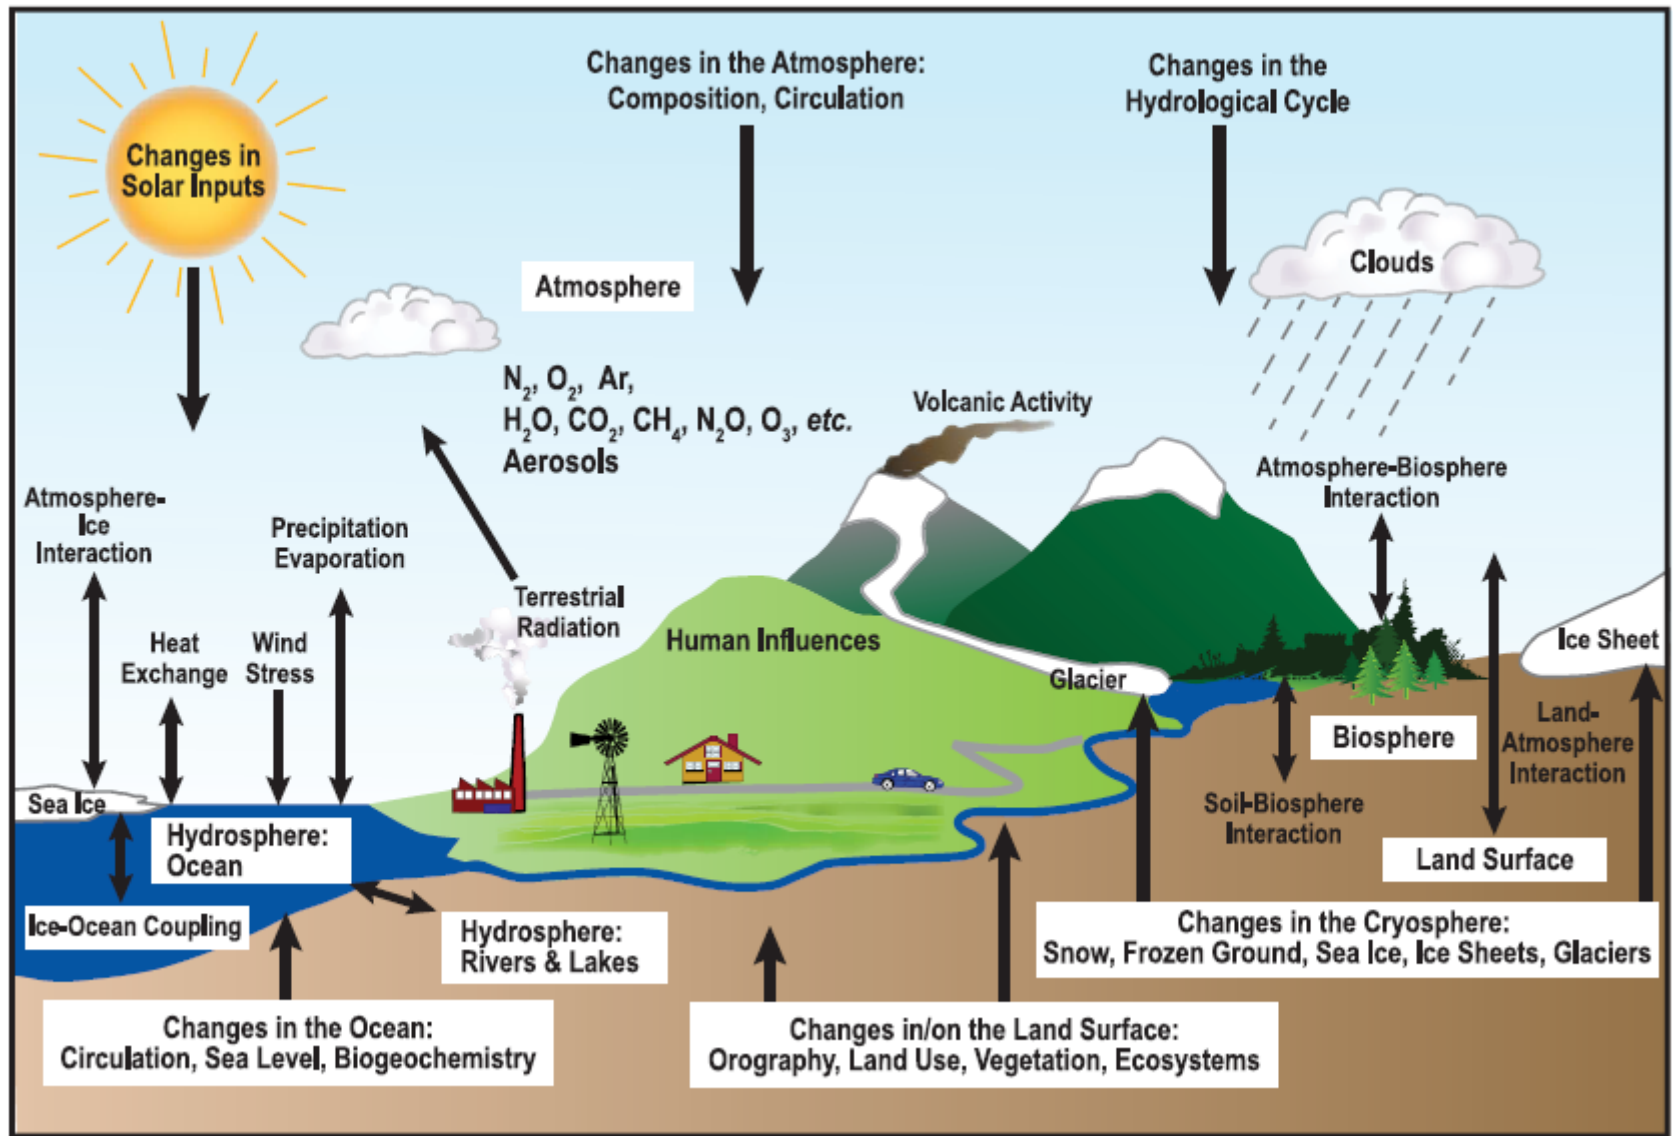 Changes in the Atmosphere:
Composition, Circulation
Changes in the
Hydrological Cycle
Changes in
Solar Inputs
Clouds
Atmosphere
N₂, O₂, Ar,
H₂O, CO₂, CH₄, N₂O, O₃, etc.
Aerosols
Volcanic Activity
Atmosphere-Biosphere
Interaction
Atmosphere-
Ice
Interaction
Precipitation
Evaporation
Terrestrial
Radiation
Heat
Exchange
Wind
Stress
Human Influences
Ice Sheet
Glacier
Biosphere
Land-
Atmosphere
Interaction
Soil-Biosphere
Interaction
Sea Ice
Hydrosphere:
Ocean
Land Surface
Ice-Ocean Coupling
Hydrosphere:
Rivers & Lakes
Changes in the Cryosphere:
Snow, Frozen Ground, Sea Ice, Ice Sheets, Glaciers
Changes in the Ocean:
Circulation, Sea Level, Biogeochemistry
Changes in/on the Land Surface:
Orography, Land Use, Vegetation, Ecosystems